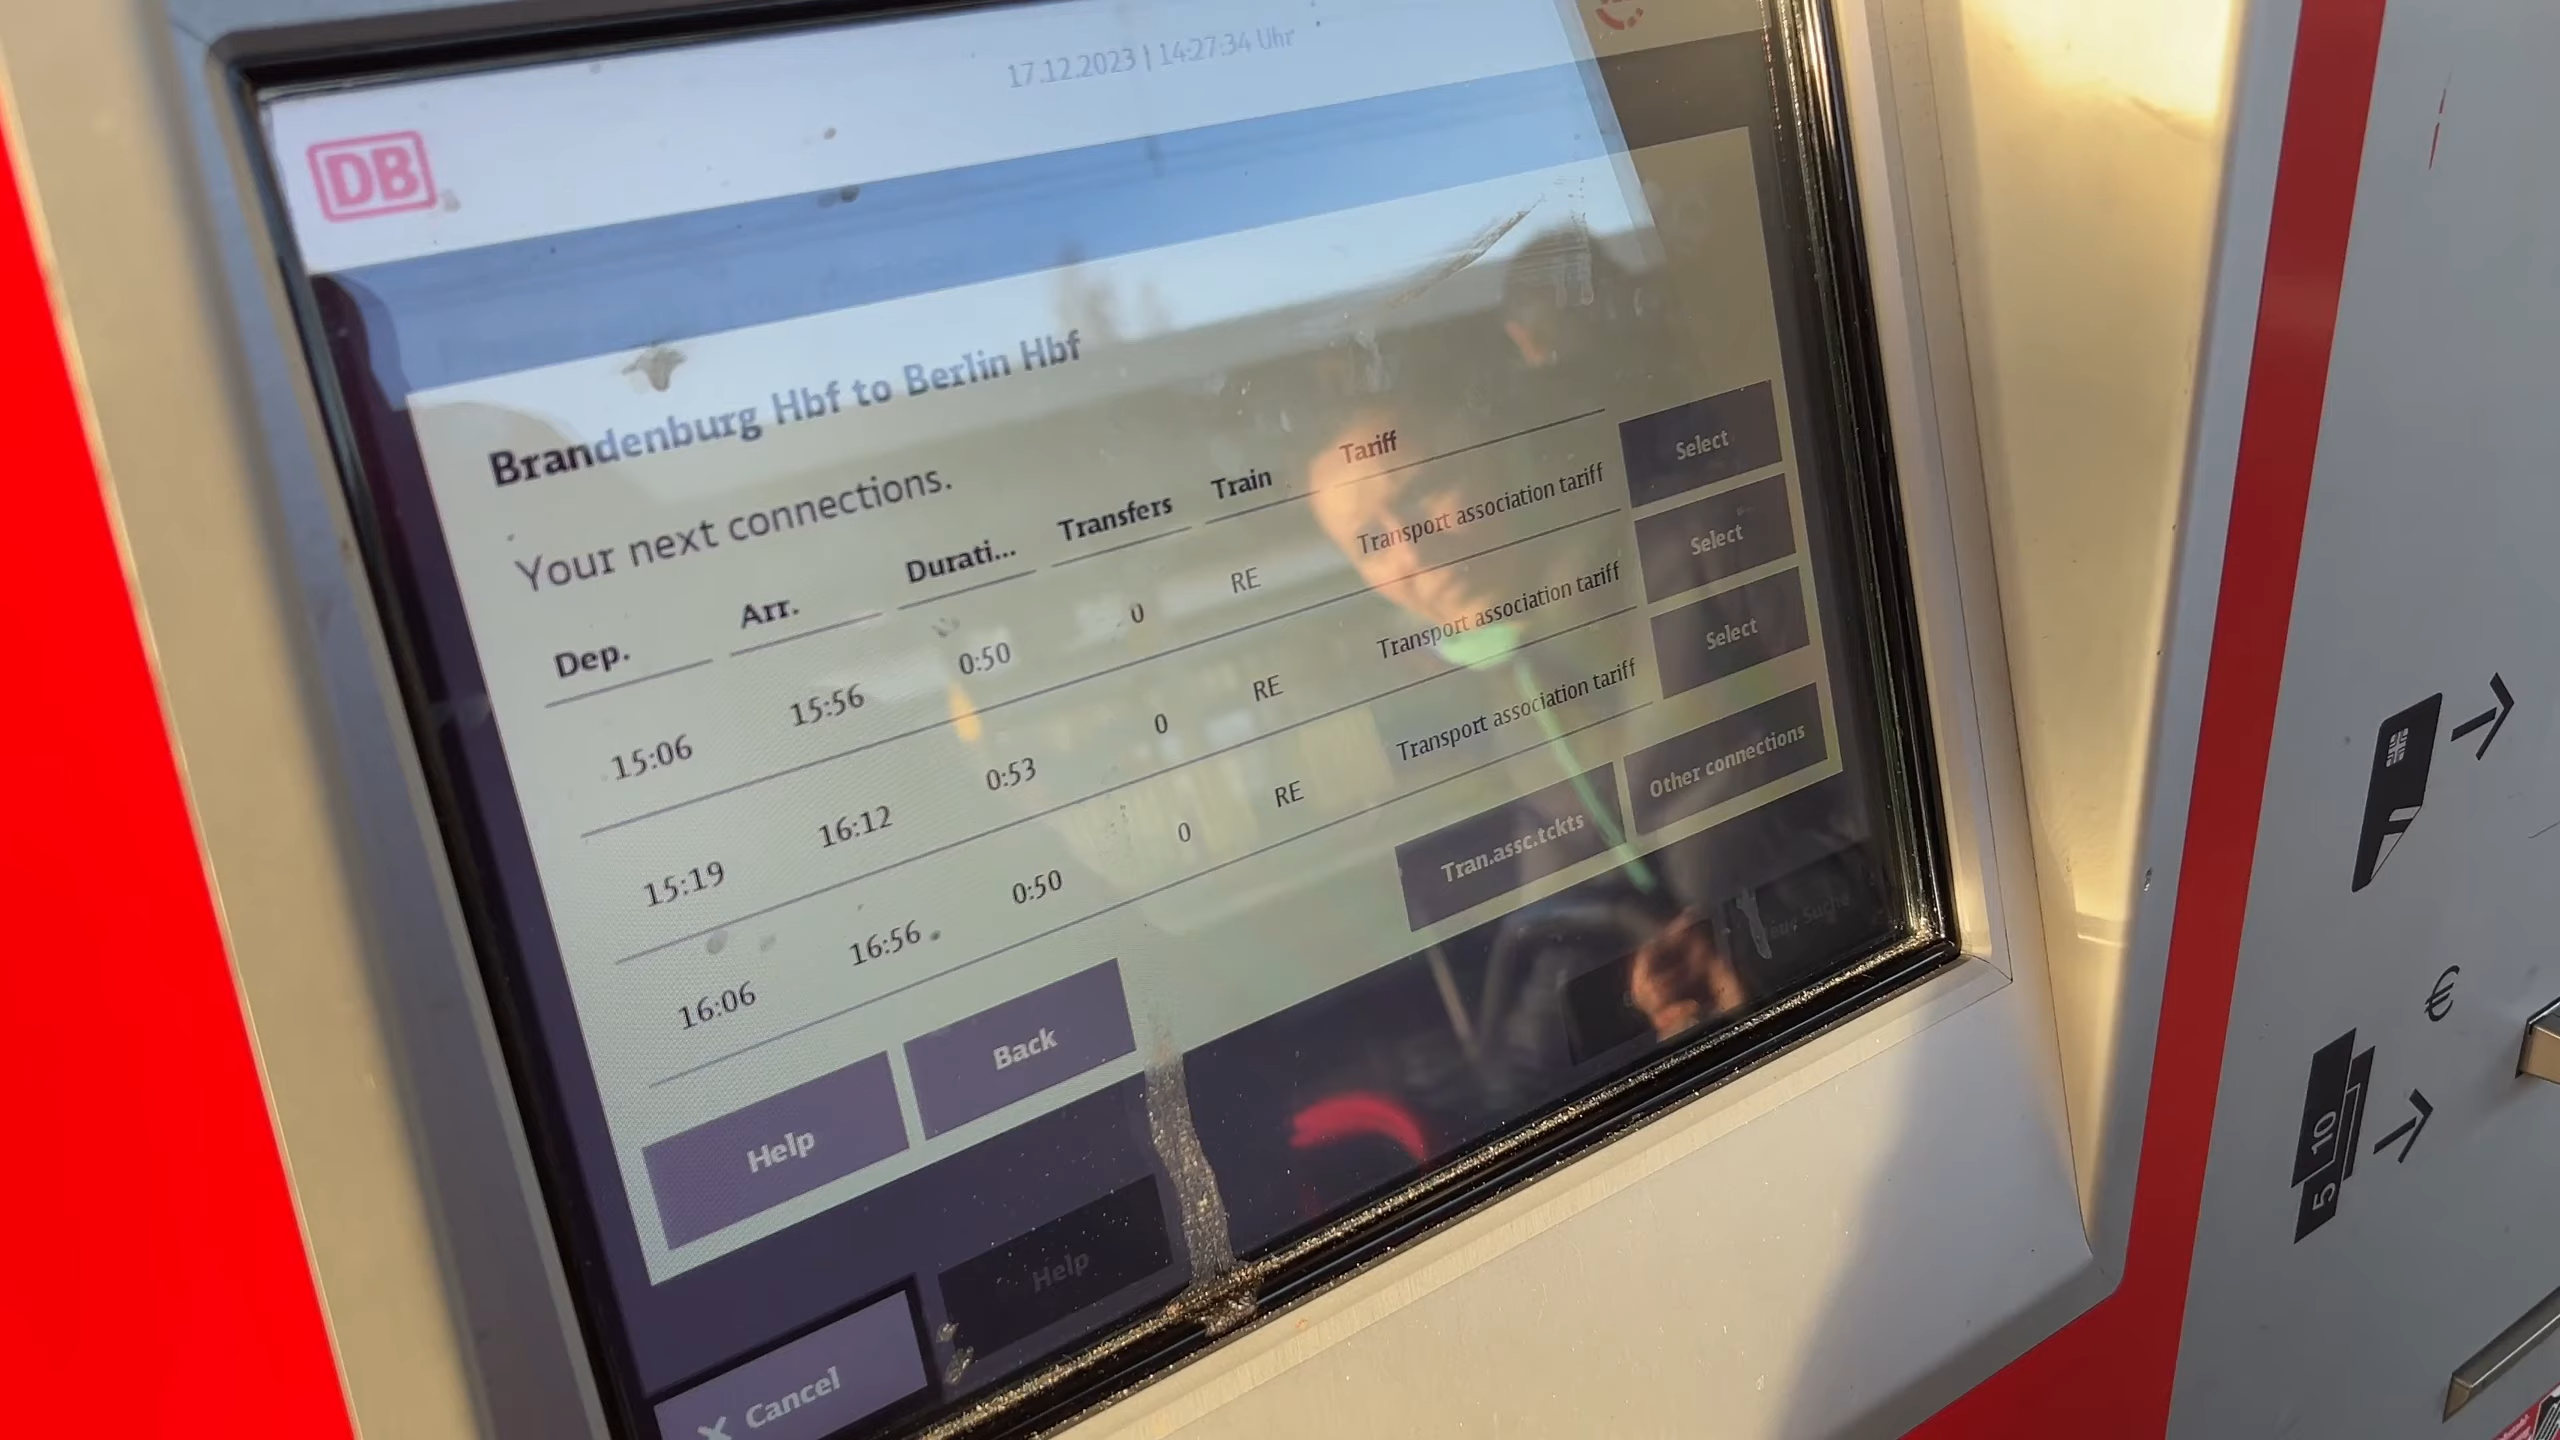 17.12.2023 | 14:27:34 Uhr
DB
Brandenburg Hbf to Berlin Hbf
Your next connections.
Dep. Arr. Durati... Transfers Train Tariff
15:06 15:56 0:50 0 RE Transport association tariff Select
15:19 16:12 0:53 0 RE Transport association tariff Select
16:06 16:56 0:50 0 RE Transport association tariff Select
Help Back Tran.assc.tckts Other connections
Cancel Help Suche
€
10
5